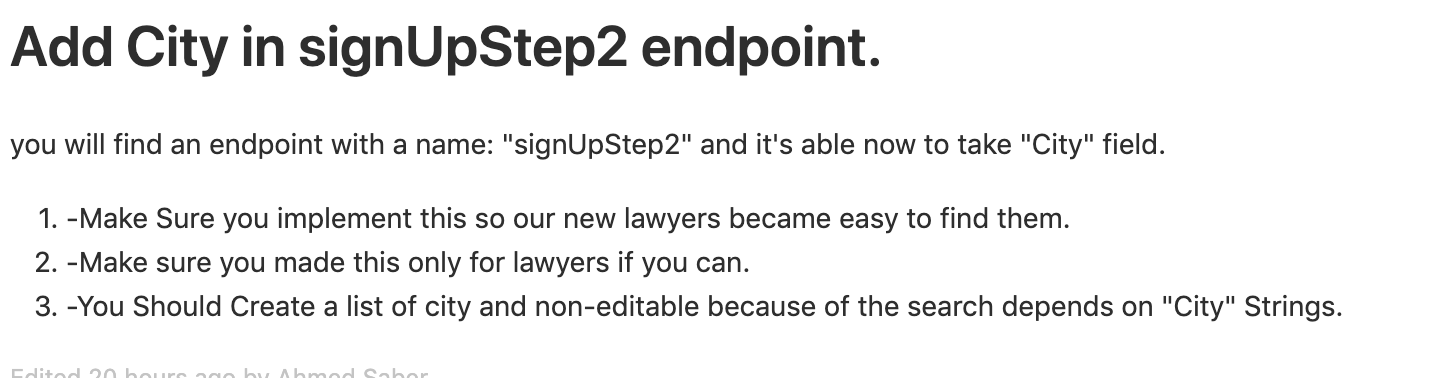 Add City in signUpStep2 endpoint.
you will find an endpoint with a name: "signUpStep2" and it's able now to take "City" field.
1. -Make Sure you implement this so our new lawyers became easy to find them.
2. -Make sure you made this only for lawyers if you can.
3. -You Should Create a list of city and non-editable because of the search depends on "City" Strings.
Edited 20 hours ago by Ahmed Saber